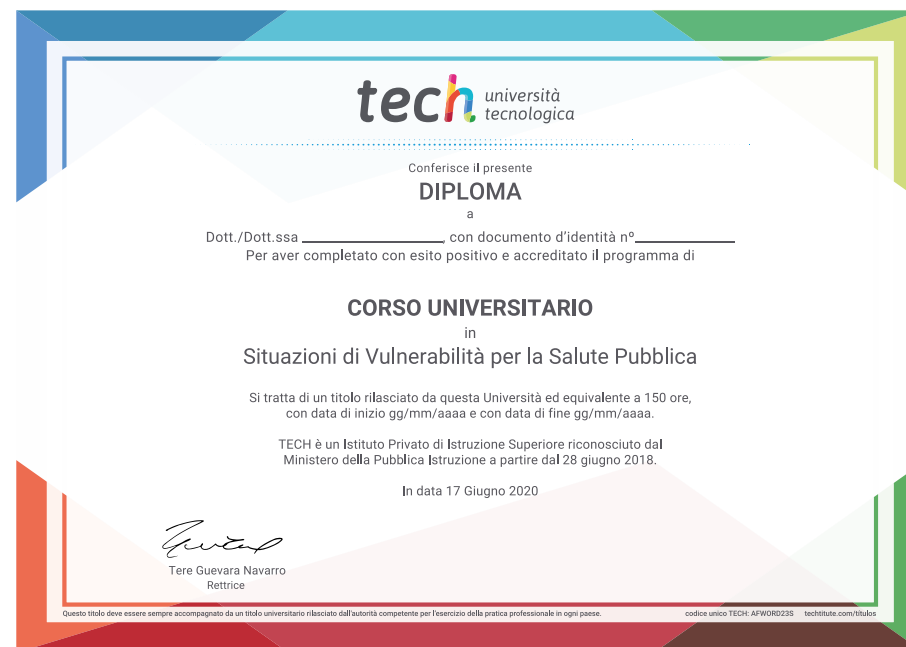 tech università
tecnologica
Conferisce il presente
DIPLOMA
a
Dott./Dott.ssa ____________________, con documento d'identità nº______________
Per aver completato con esito positivo e accreditato il programma di
CORSO UNIVERSITARIO
in
Situazioni di Vulnerabilità per la Salute Pubblica
Si tratta di un titolo rilasciato da questa Università ed equivalente a 150 ore,
con data di inizio gg/mm/aaaa e con data di fine gg/mm/aaaa.
TECH è un Istituto Privato di Istruzione Superiore riconosciuto dal
Ministero della Pubblica Istruzione a partire dal 28 giugno 2018.
In data 17 Giugno 2020
Tere Guevara Navarro
Rettrice
Questo titolo deve essere sempre accompagnato da un titolo universitario rilasciato dall'autorità competente per l'esercizio della pratica professionale in ogni paese. codice unico TECH: AFWORD23S techtitute.com/títulos